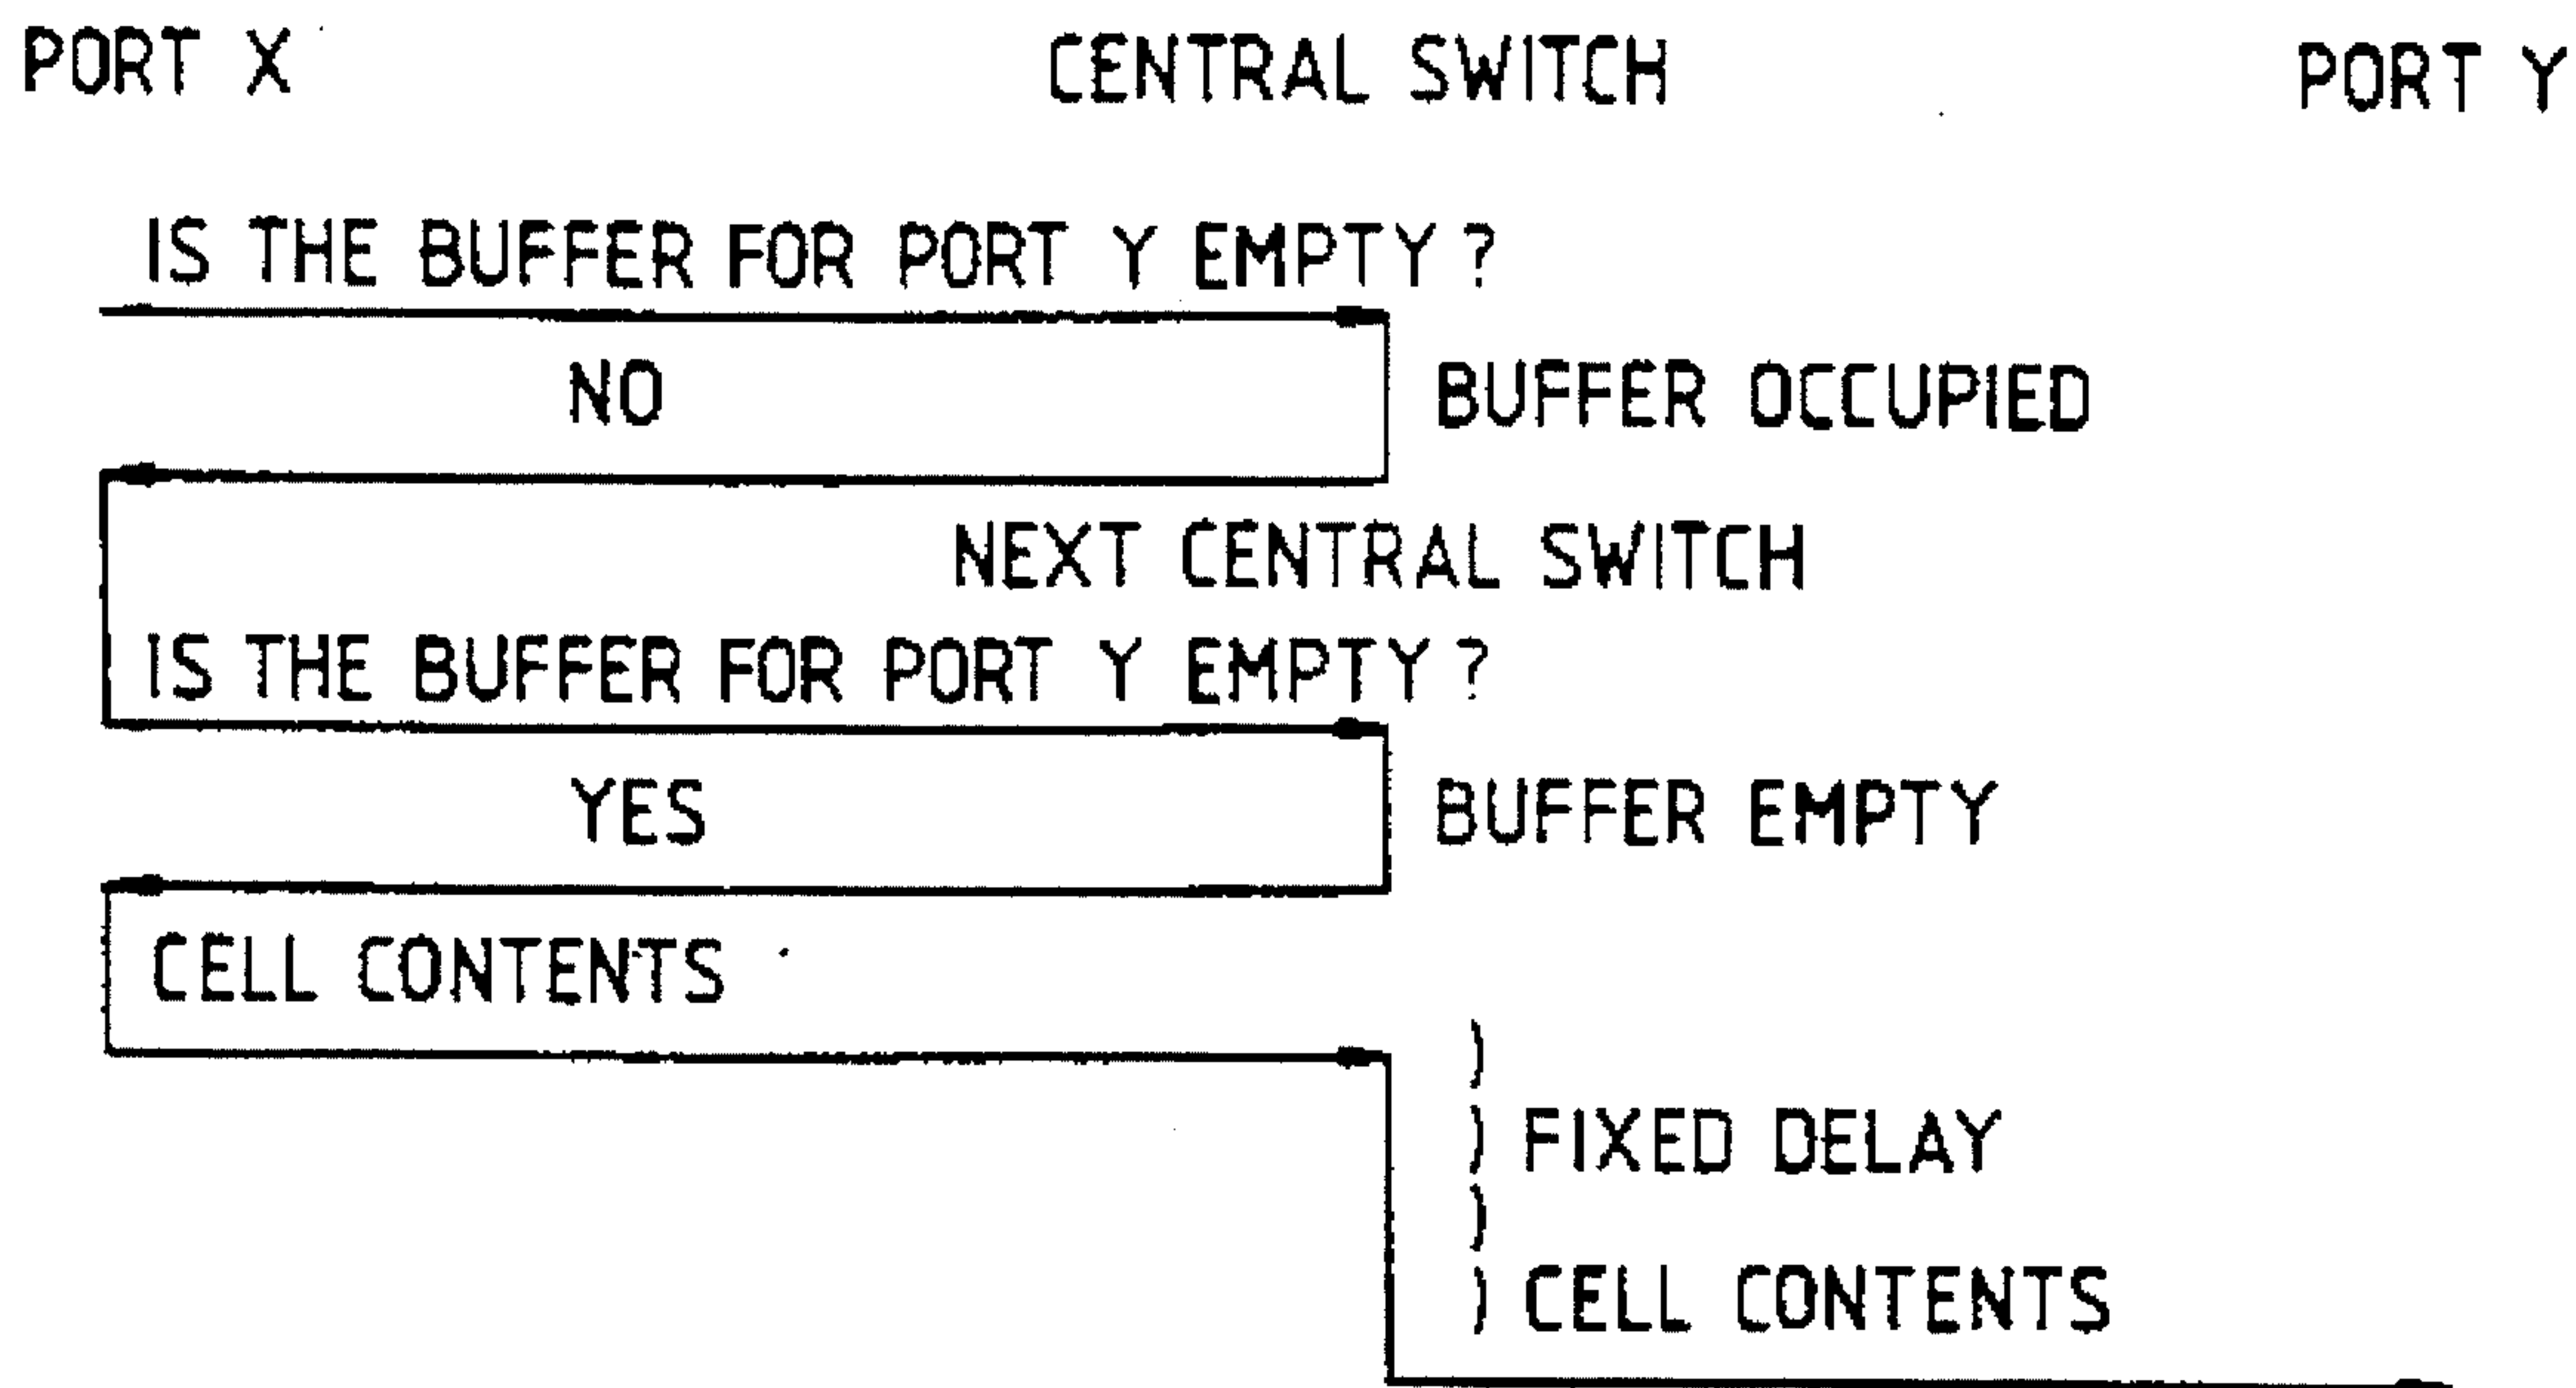 PORT X CENTRAL SWITCH PORT Y
IS THE BUFFER FOR PORT Y EMPTY?
NO BUFFER OCCUPIED
NEXT CENTRAL SWITCH
IS THE BUFFER FOR PORT Y EMPTY?
YES BUFFER EMPTY
CELL CONTENTS
)
) FIXED DELAY
)
) CELL CONTENTS